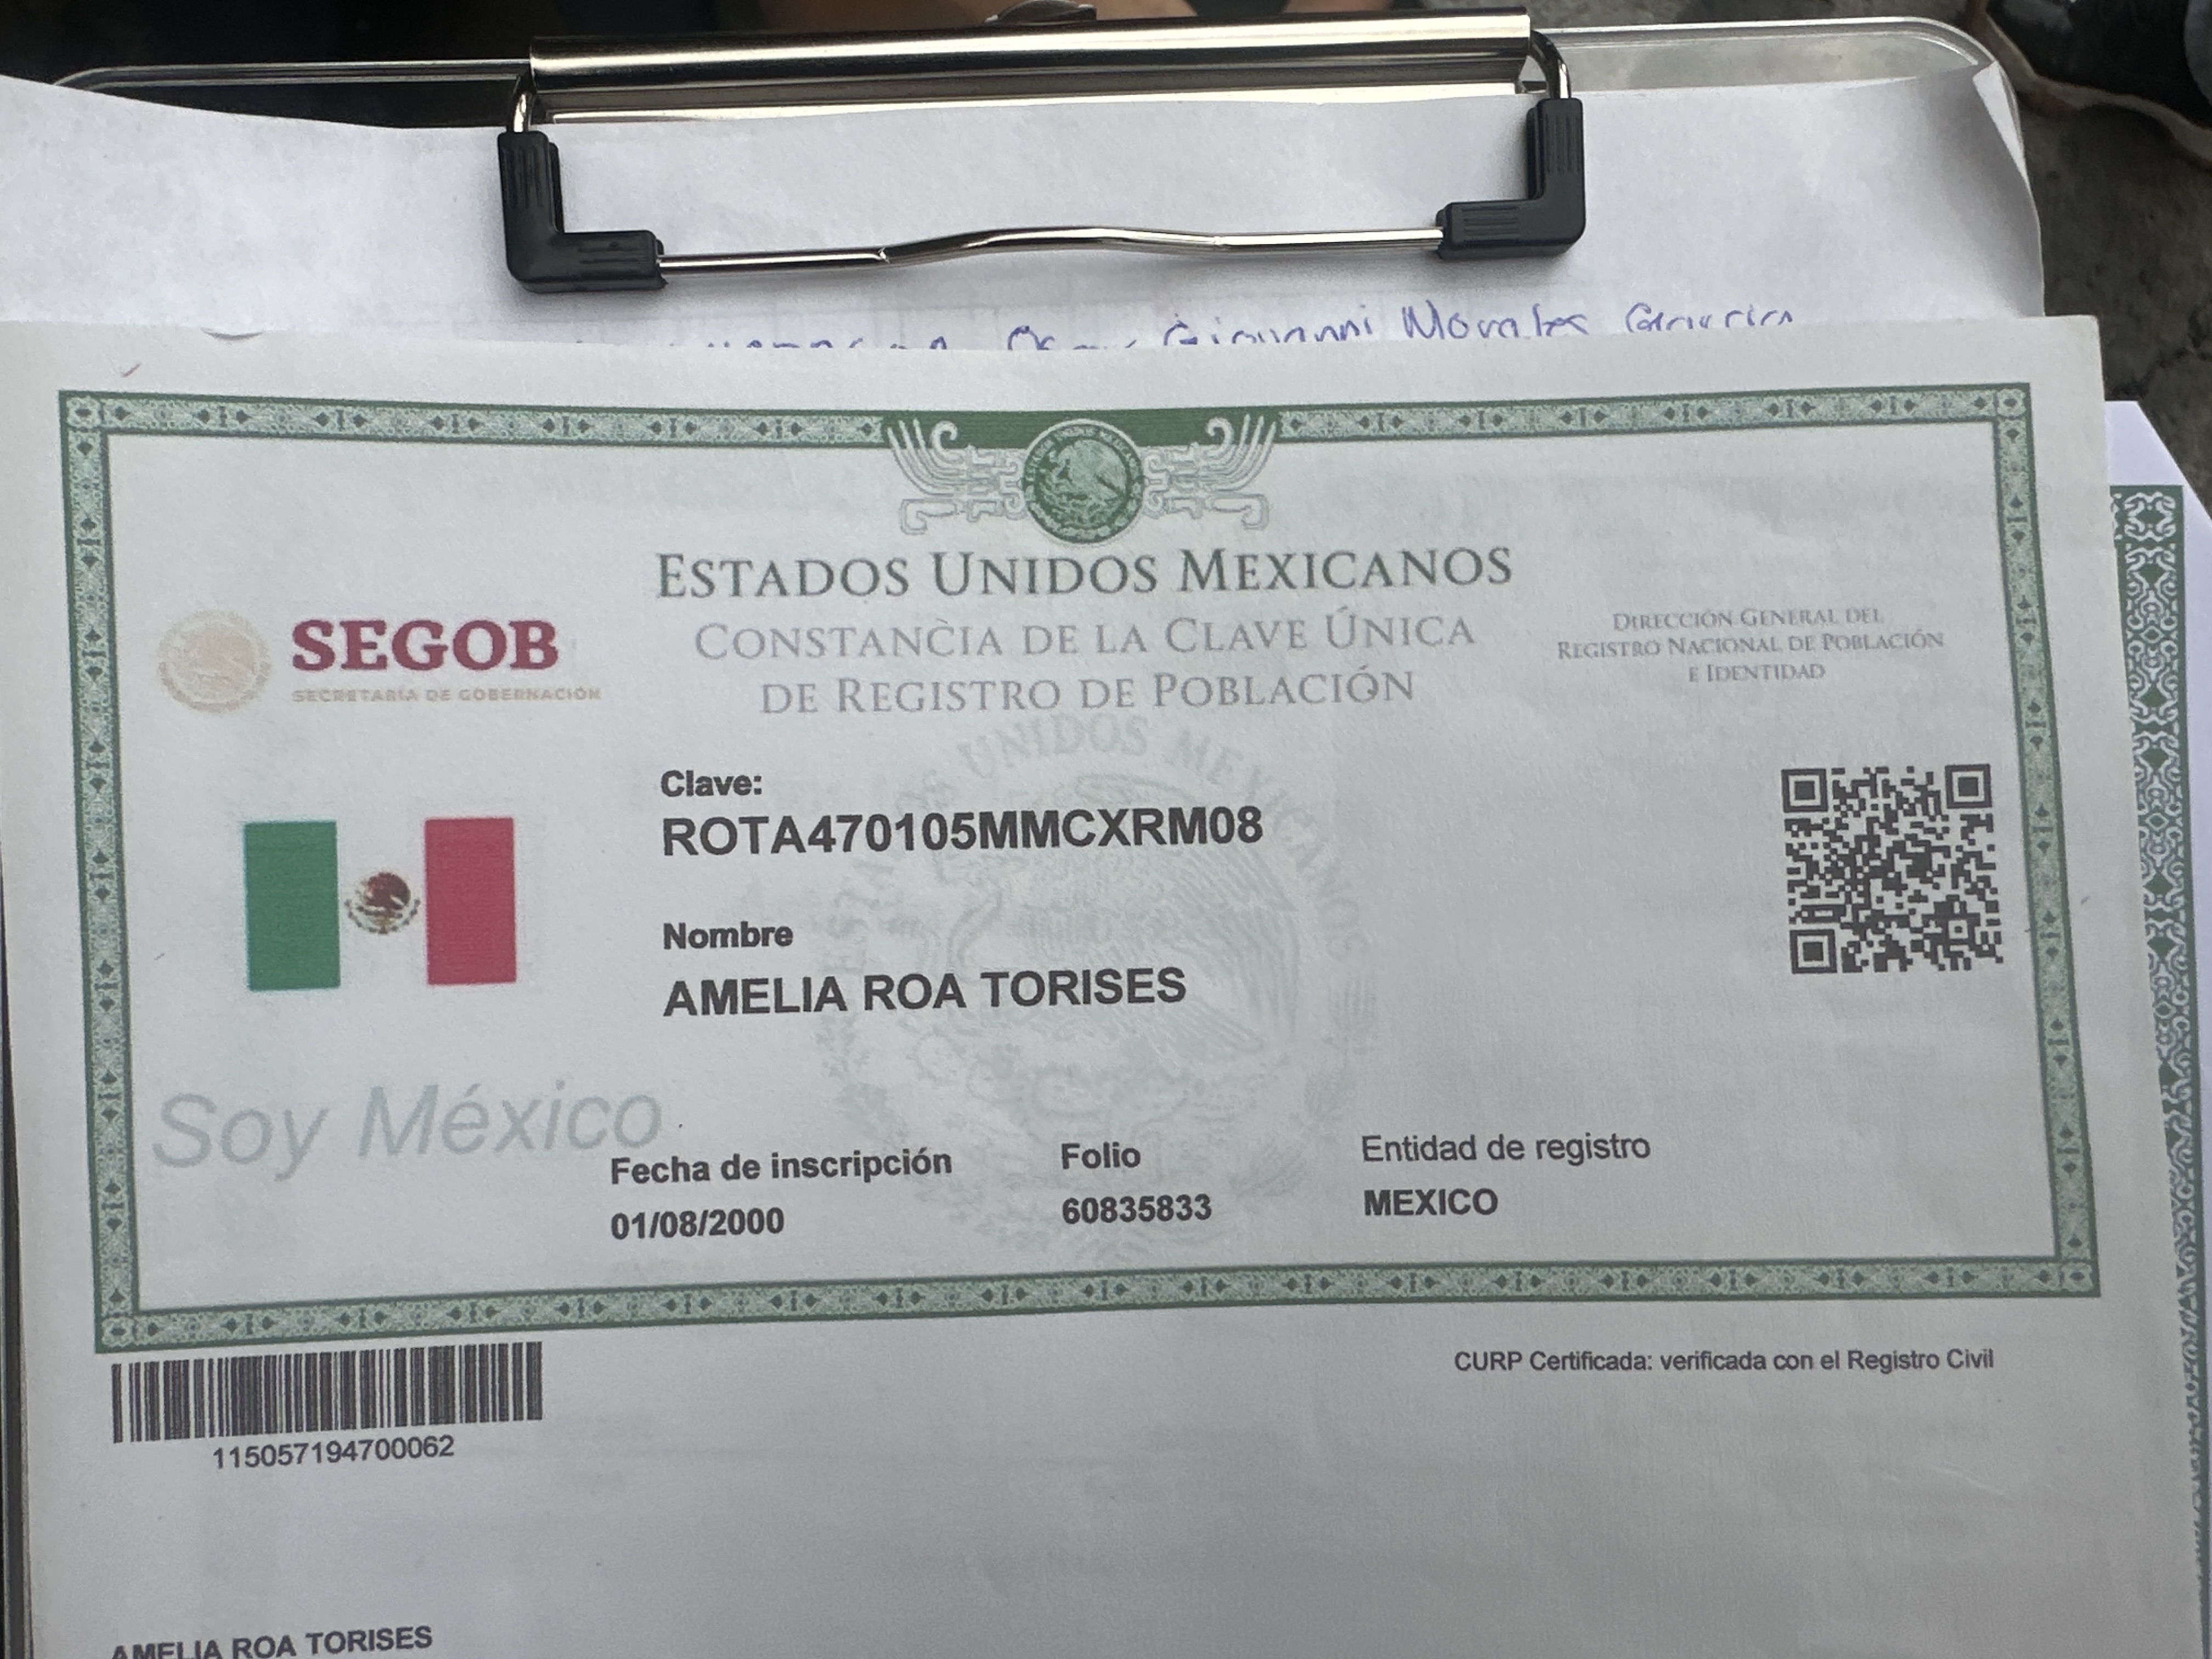 Giovanni Morales
ESTADOS UNIDOS MEXICANOS
CONSTANCIA DE LA CLAVE ÚNICA
DE REGISTRO DE POBLACIÓN
SEGOB
SECRETARÍA DE GOBERNACIÓN
DIRECCIÓN GENERAL DEL
REGISTRO NACIONAL DE POBLACIÓN
E IDENTIDAD
ESTADOS UNIDOS MEXICANOS
Clave:
ROTA470105MMCXRM08
Nombre
AMELIA ROA TORISES
Soy México
Fecha de inscripción
01/08/2000
Folio
60835833
Entidad de registro
MEXICO
115057194700062
CURP Certificada: verificada con el Registro Civil
AMELIA ROA TORISES